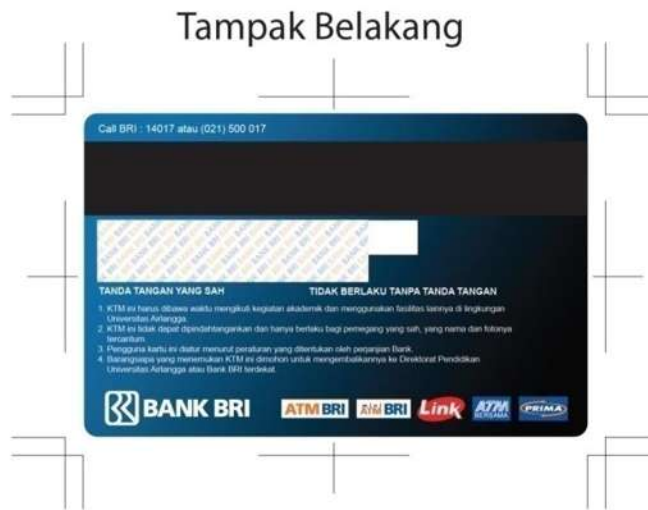 Tampak Belakang
Call BRI : 14017 atau (021) 500 017
TANDA TANGAN YANG SAH
TIDAK BERLAKU TANPA TANDA TANGAN
1. KTM ini harus dibawa waktu mengikuti kegiatan akademik dan menggunakan fasilitas lainnya di lingkungan
Universitas Airlangga.
2. KTM ini tidak dapat dipindahtangankan dan hanya berlaku bagi pemegang yang sah, yang nama dan fotonya
tercantum
3. Pengguna kartu ini diatur menurut peraturan yang ditentukan oleh perjanjian Bank.
4. Barangsiapa yang menemukan KTM ini dimohon untuk mengembalikannya ke Direktorat Pendidikan
Universitas Airlangga atau Bank BRI terdekat.
BANK BRI
ATM BRI
BRI
Link
ATM
BERSAMA
PRIMA